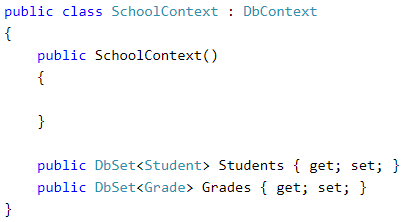 public class SchoolContext : DbContext
{
    public SchoolContext()
    {

    }

    public DbSet<Student> Students { get; set; }
    public DbSet<Grade> Grades { get; set; }
}